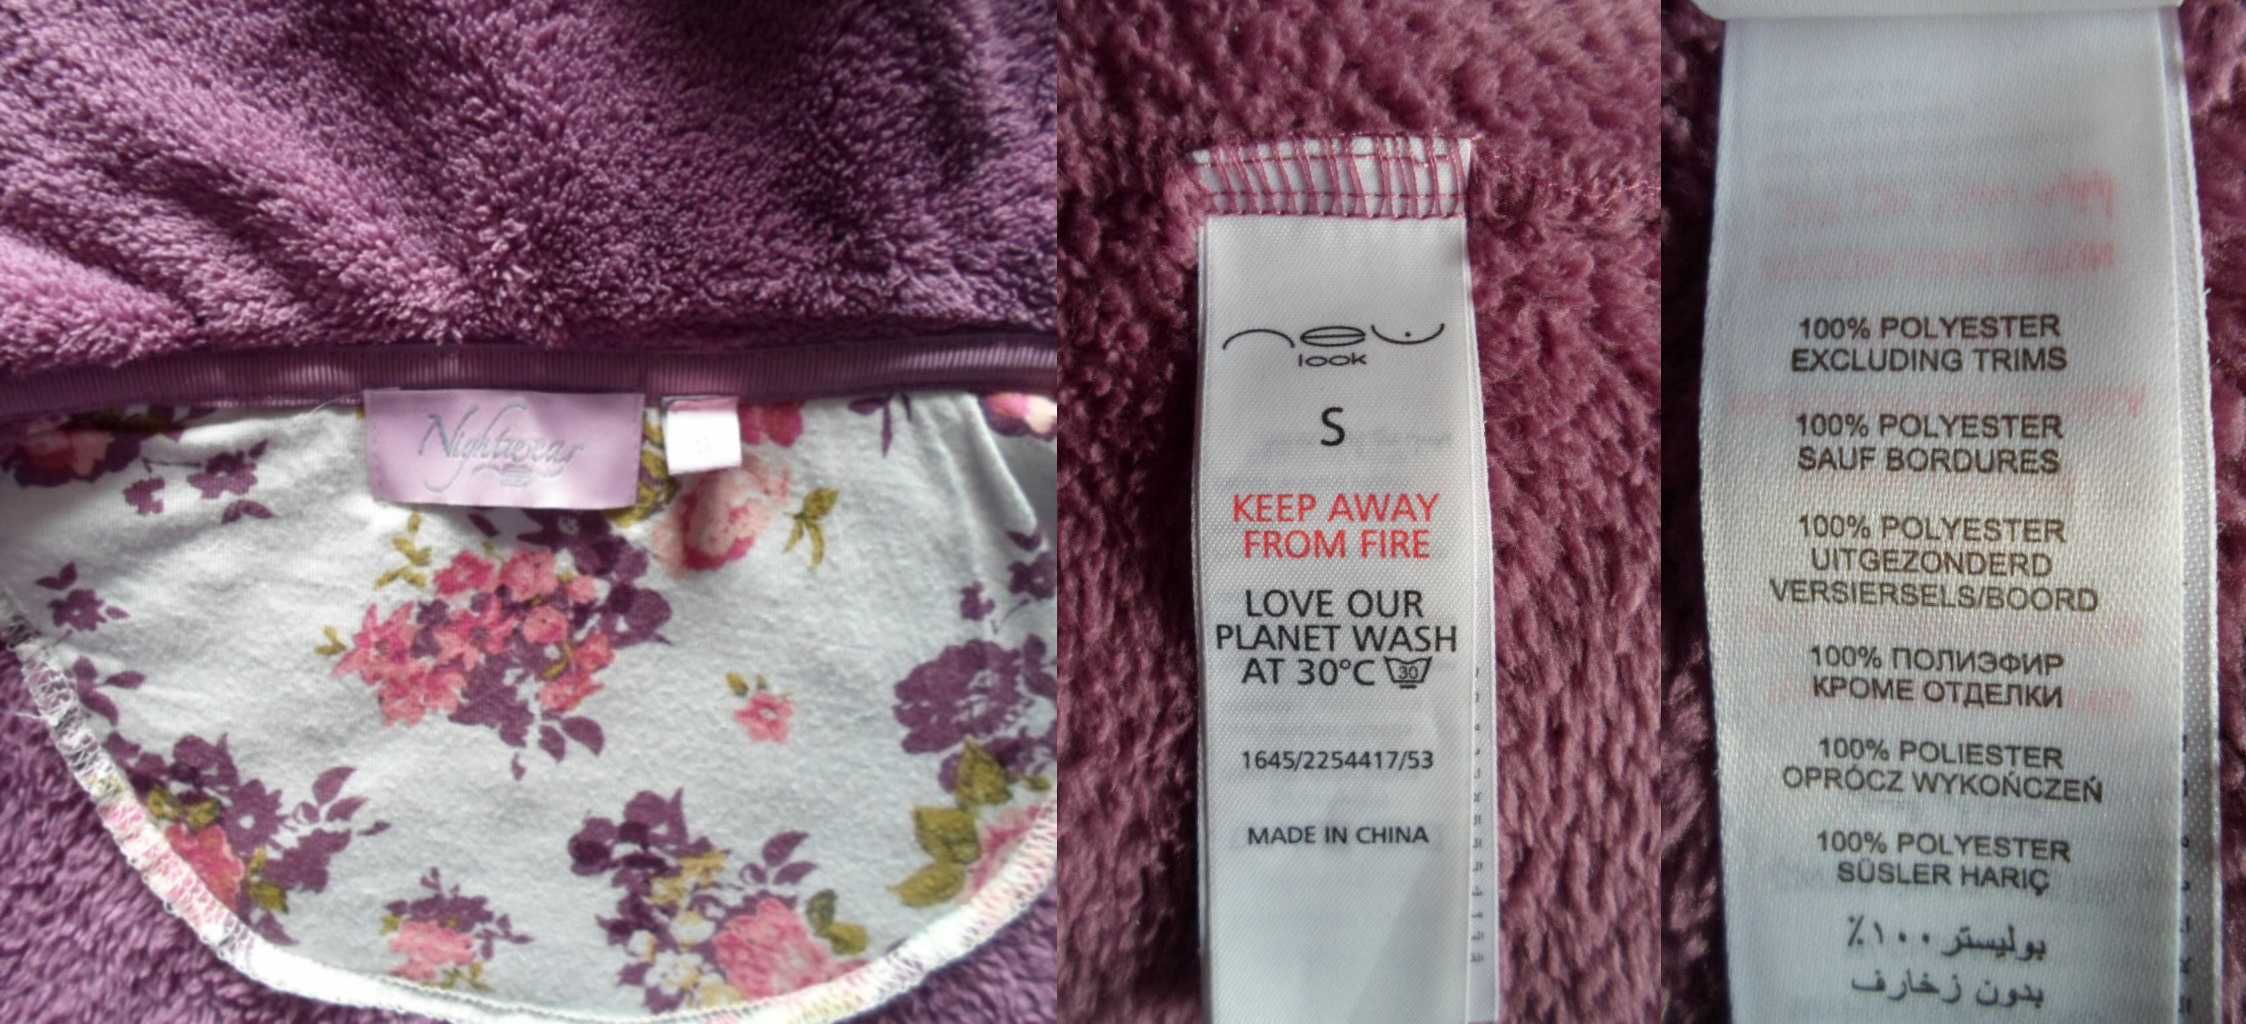 Nightwear
new
look
S
KEEP AWAY
FROM FIRE
LOVE OUR
PLANET WASH
AT 30°C 30
1645/2254417/53
MADE IN CHINA
100% POLYESTER
EXCLUDING TRIMS
100% POLYESTER
SAUF BORDURES
100% POLYESTER
UITGEZONDERD
VERSIERSELS/BOORD
100% ПОЛИЭФИР
КРОМЕ ОТДЕЛКИ
100% POLIESTER
OPRÓCZ WYKOŃCZEŃ
100% POLYESTER
SÜSLER HARIÇ
بوليستر ١٠٠٪
بدون زخارف